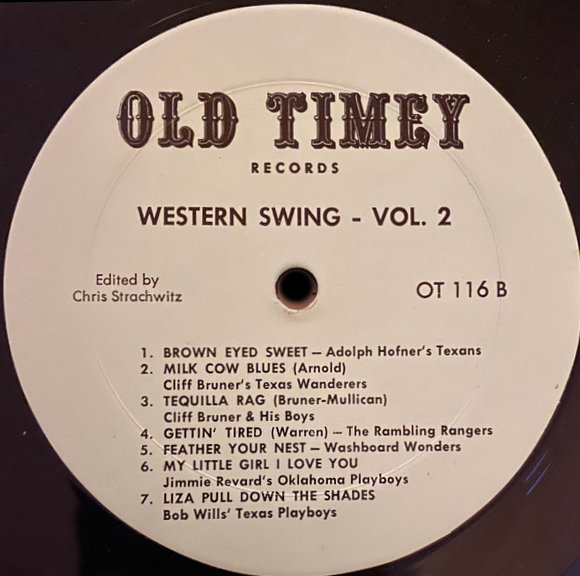 OLD TIMEY
RECORDS
WESTERN SWING - VOL. 2
Edited by
Chris Strachwitz
OT 116 B
1. BROWN EYED SWEET — Adolph Hofner's Texans
2. MILK COW BLUES (Arnold)
Cliff Bruner's Texas Wanderers
3. TEQUILLA RAG (Bruner-Mullican)
Cliff Bruner & His Boys
4. GETTIN' TIRED (Warren) — The Rambling Rangers
5. FEATHER YOUR NEST — Washboard Wonders
6. MY LITTLE GIRL I LOVE YOU
Jimmie Revard's Oklahoma Playboys
7. LIZA PULL DOWN THE SHADES
Bob Wills' Texas Playboys